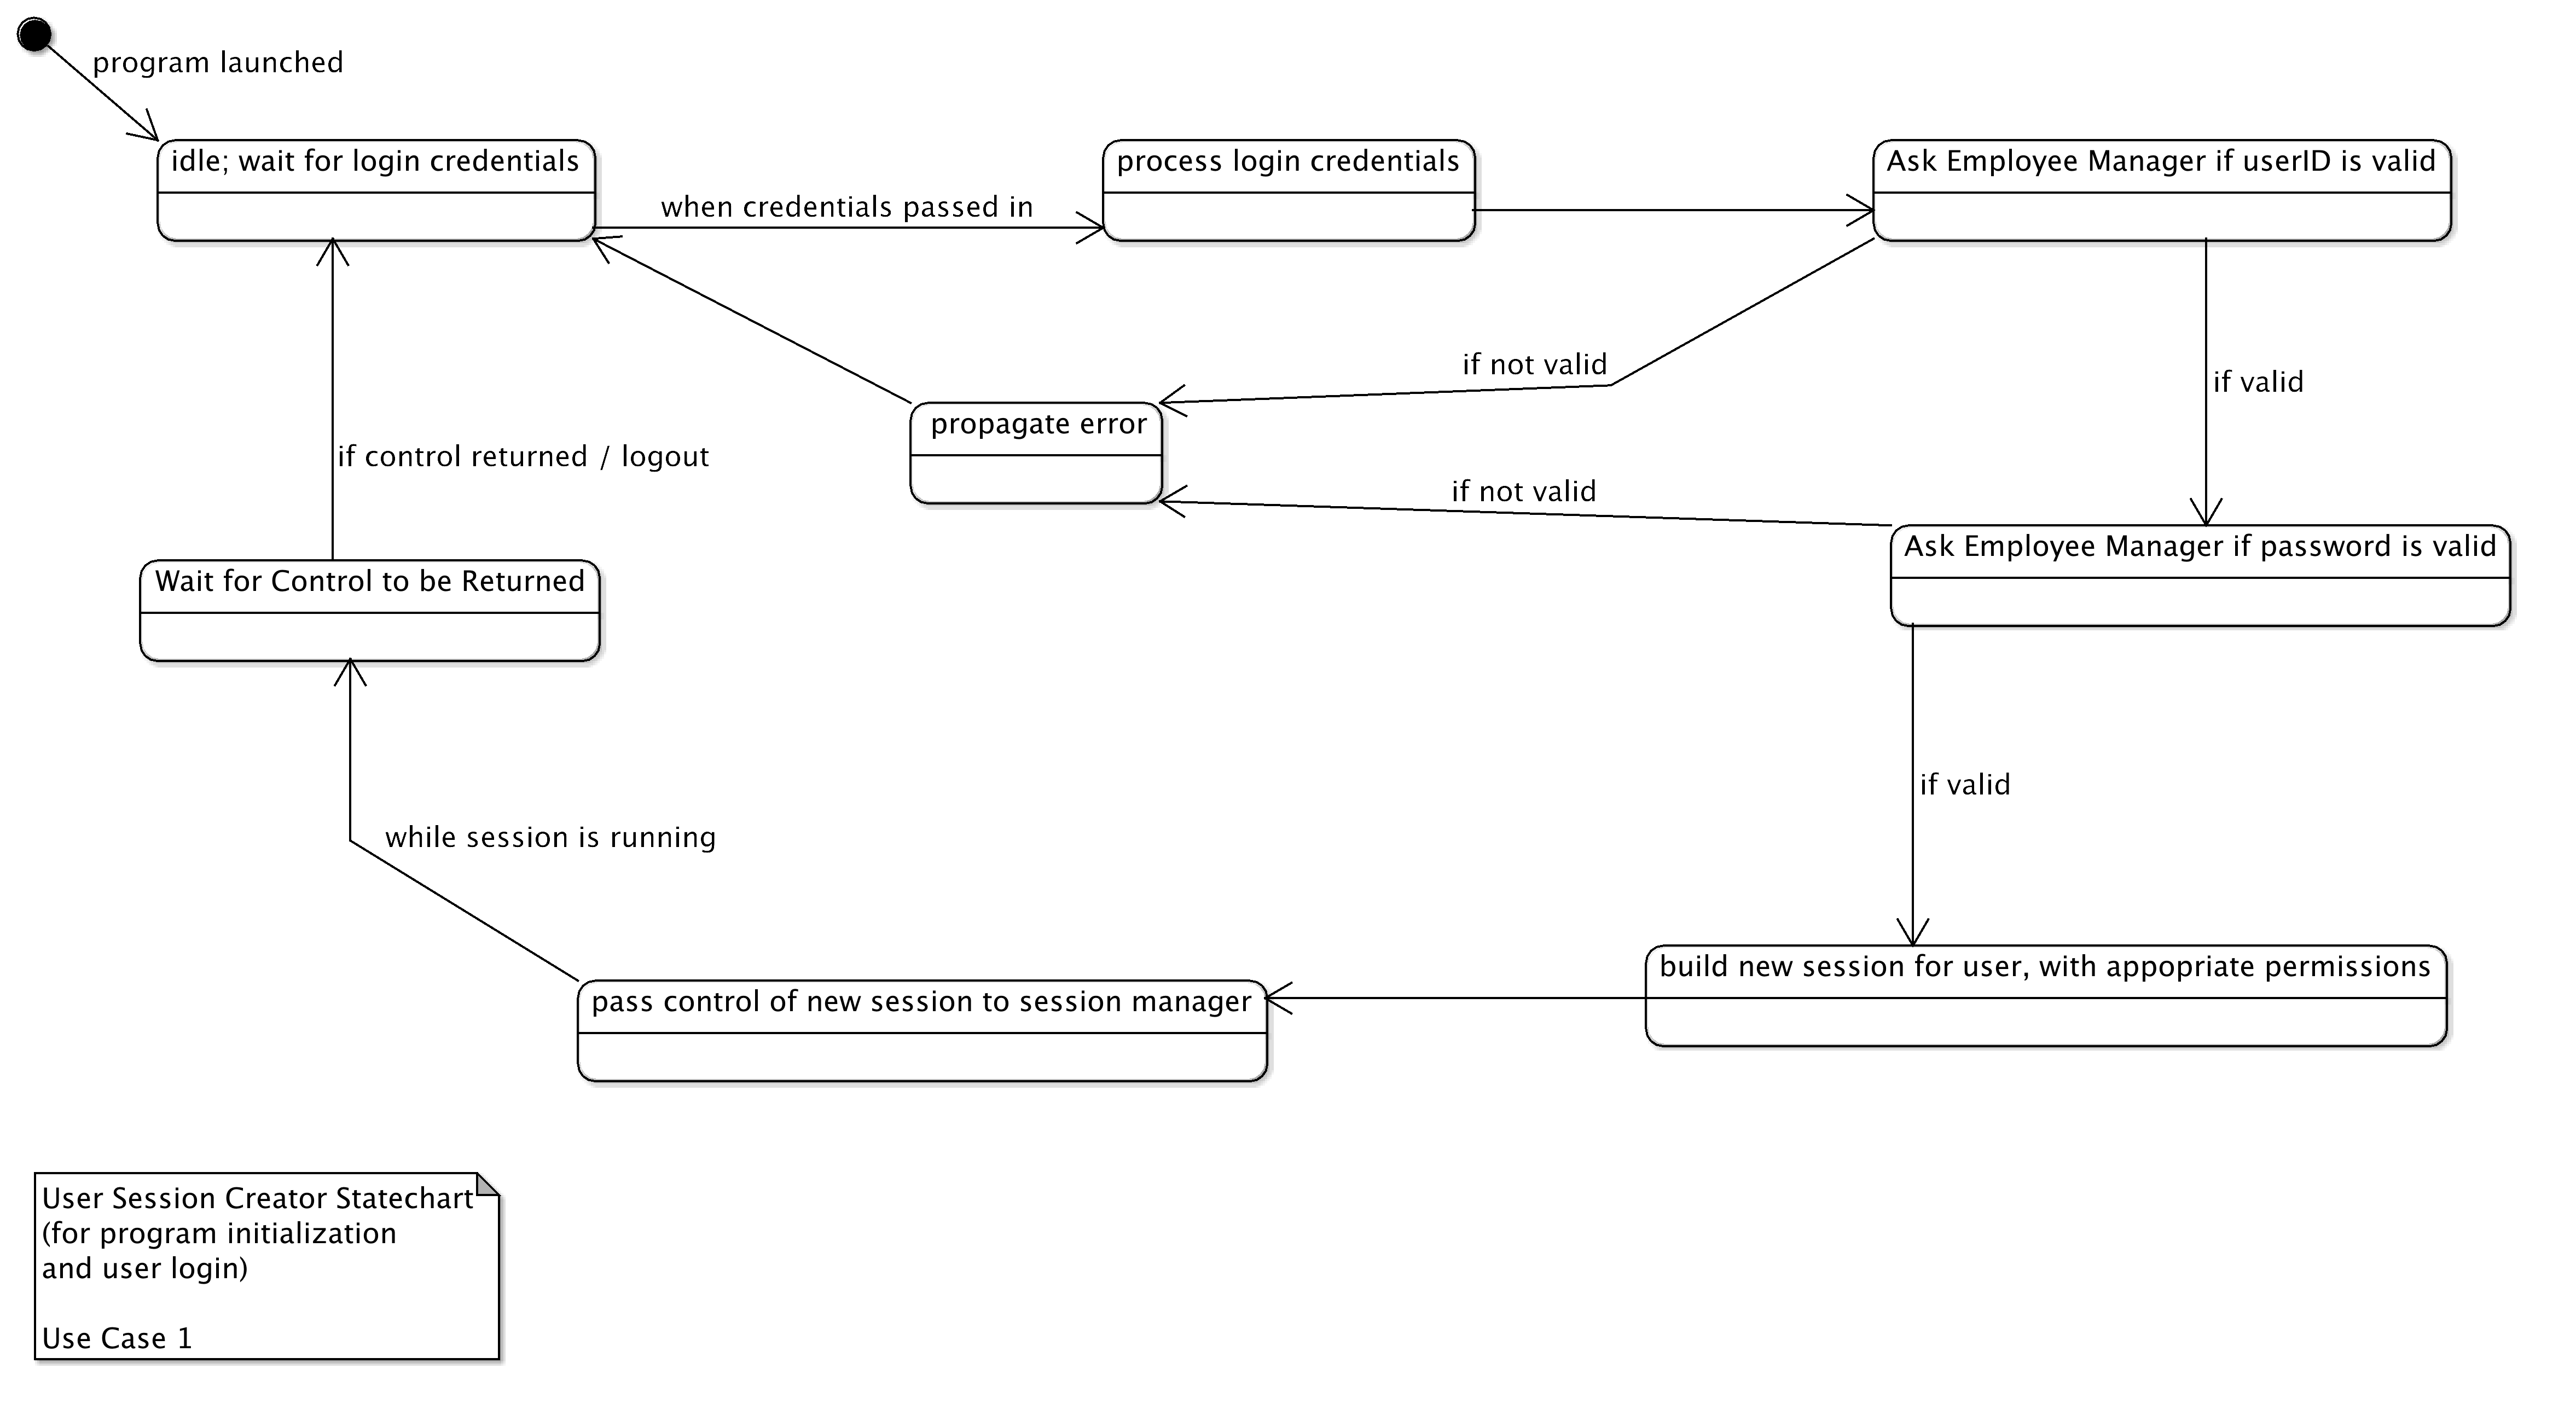 program launched
idle; wait for login credentials
process login credentials
Ask Employee Manager if userID is valid
when credentials passed in
if not valid
if valid
propagate error
if control returned / logout
if not valid
Ask Employee Manager if password is valid
Wait for Control to be Returned
if valid
while session is running
build new session for user, with appopriate permissions
pass control of new session to session manager
User Session Creator Statechart
(for program initialization
and user login)
Use Case 1